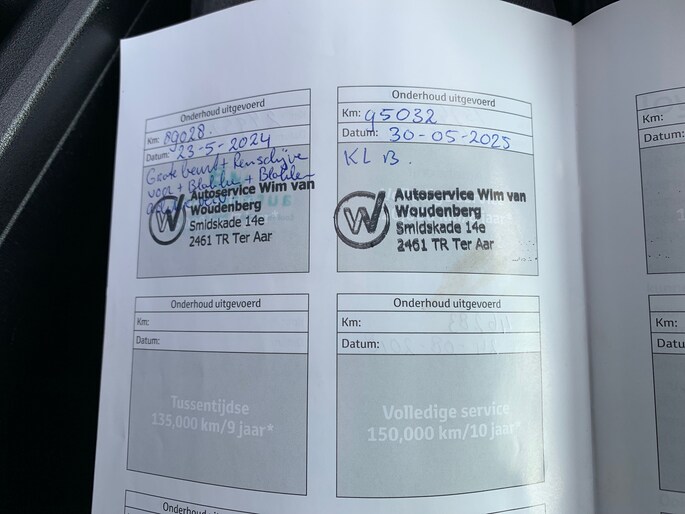 Onderhoud uitgevoerd
Km: 89028
Datum: 23-5-2024
Grote beurt + Remschijve
voor + Blokken + Blokken
Autoservice Wim van
Woudenberg
Smidskade 14e
2461 TR Ter Aar
Onderhoud uitgevoerd
Km: 95032
Datum: 30-05-2025
KL B.
Autoservice Wim van
Woudenberg
Smidskade 14e
2461 TR Ter Aar
Km:
Datum:
Onderhoud uitgevoerd
Km:
Datum:
Tussentijdse
135,000 km/9 jaar*
Onderhoud uitgevoerd
Km:
Datum:
Volledige service
150,000 km/10 jaar*
Km:
Datu
Onderhoud